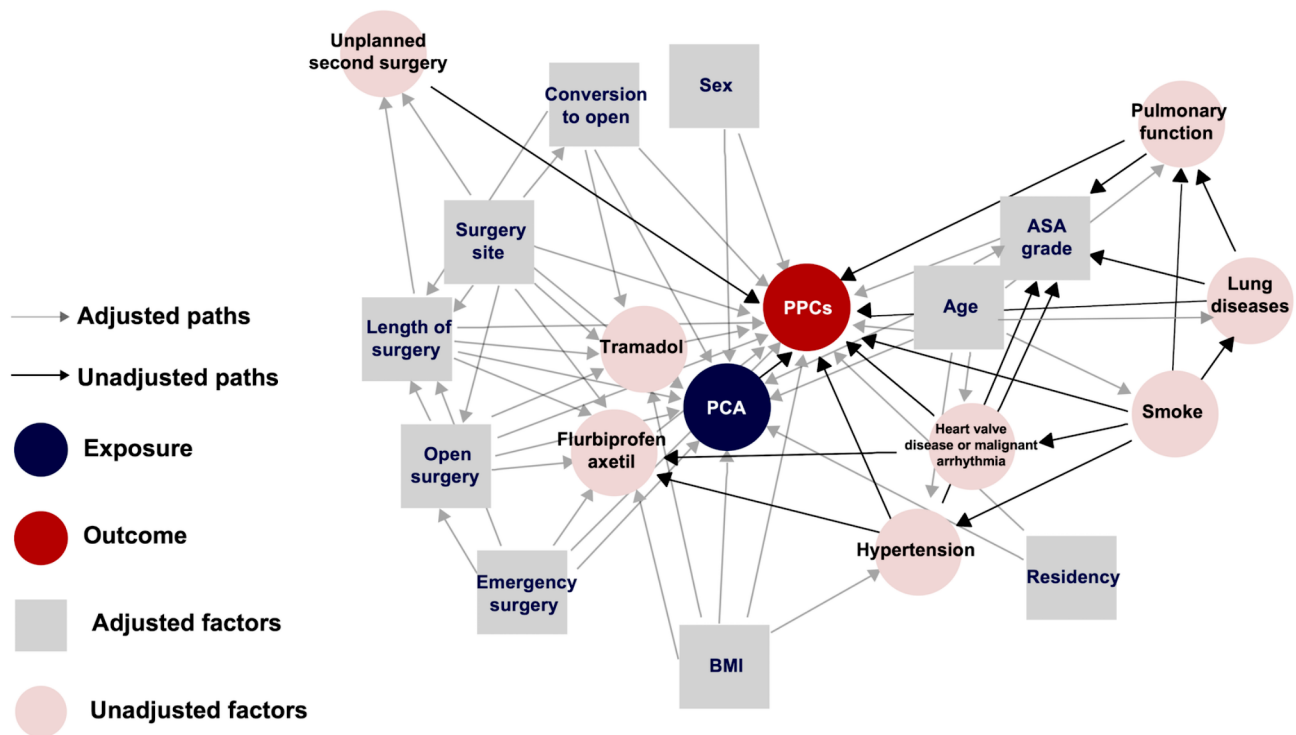 Unplanned
second surgery
Conversion
to open
Sex
Pulmonary
function
Surgery
site
ASA
grade
Lung
diseases
Length of
surgery
Tramadol
PPCs
Age
Adjusted paths
Unadjusted paths
PCA
Smoke
Exposure
Open
surgery
Flurbiprofen
axetil
Heart valve
disease or malignant
arrhythmia
Outcome
Hypertension
Emergency
surgery
Residency
Adjusted factors
BMI
Unadjusted factors